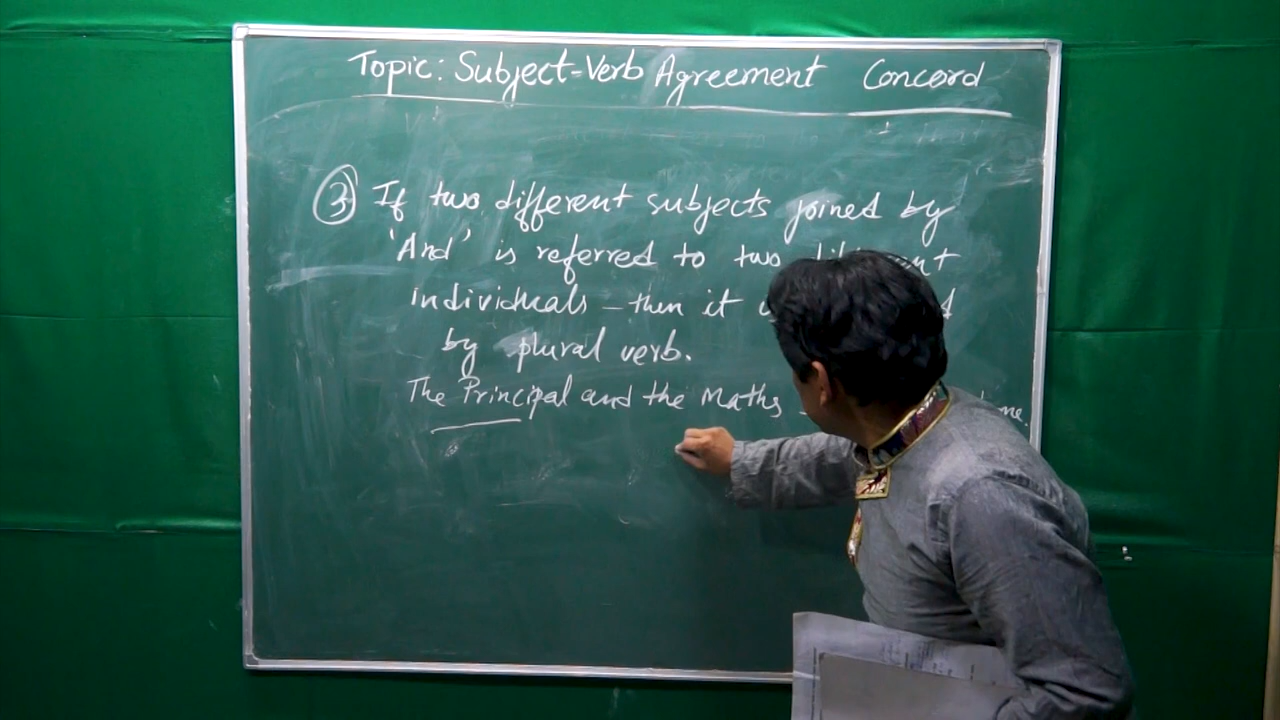 Topic: Subject-Verb Agreement Concord
③ If two different subjects joined by
'And' is referred to two
individuals - then it
by plural verb.
The Principal and the Maths